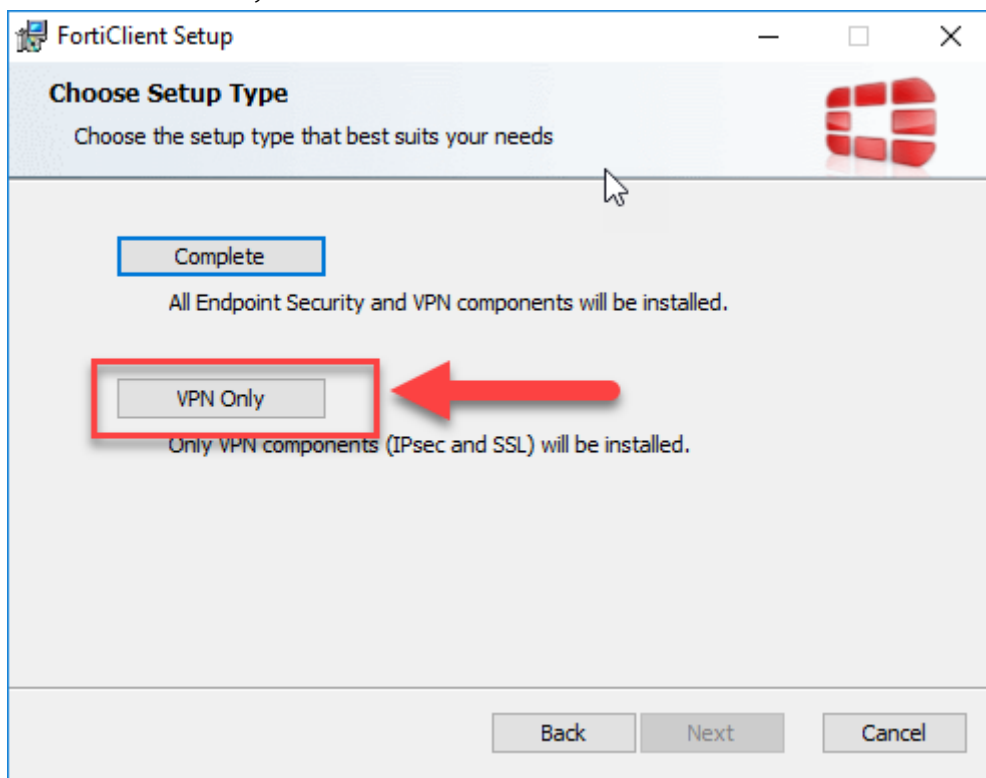 FortiClient Setup
Choose Setup Type
Choose the setup type that best suits your needs
Complete
All Endpoint Security and VPN components will be installed.
VPN Only
Only VPN components (IPsec and SSL) will be installed.
Back Next Cancel